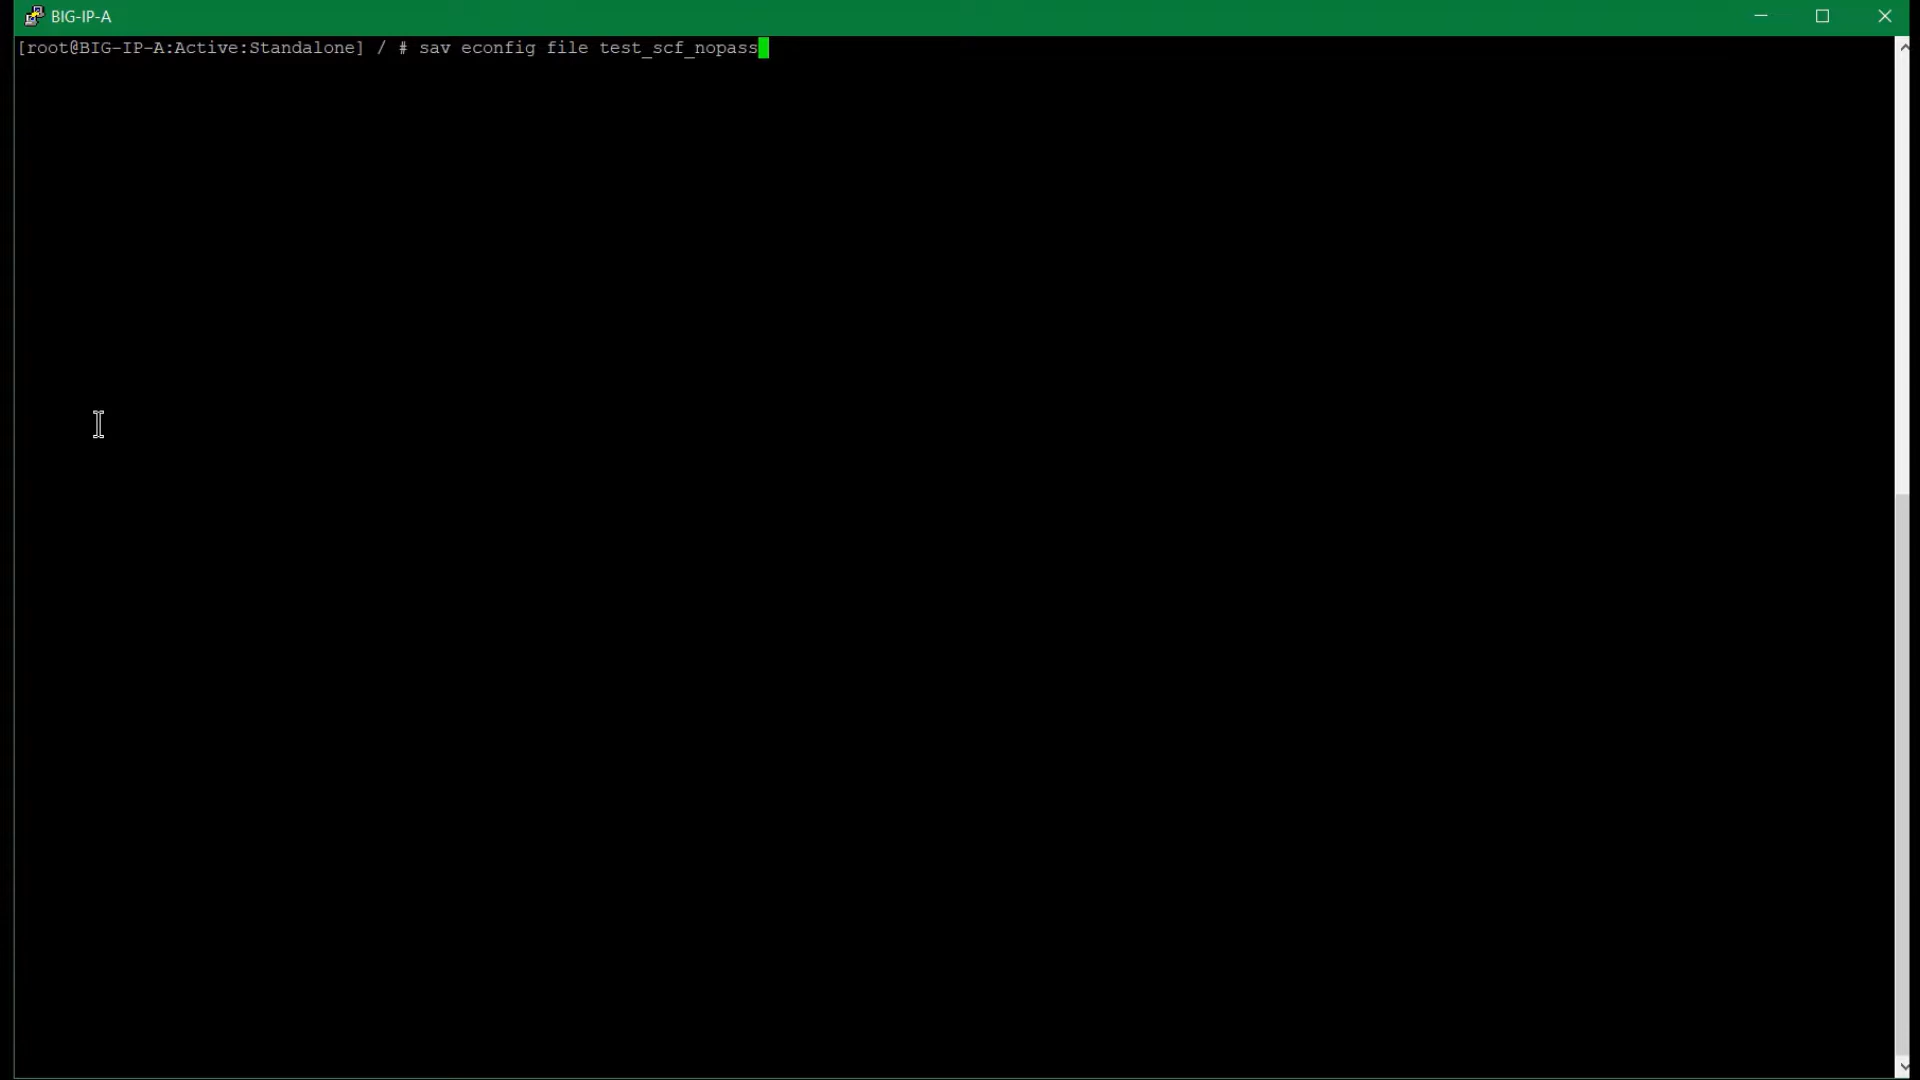 BIG-IP-A
[root@BIG-IP-A:Active:Standalone] / # sav econfig file test_scf_nopass